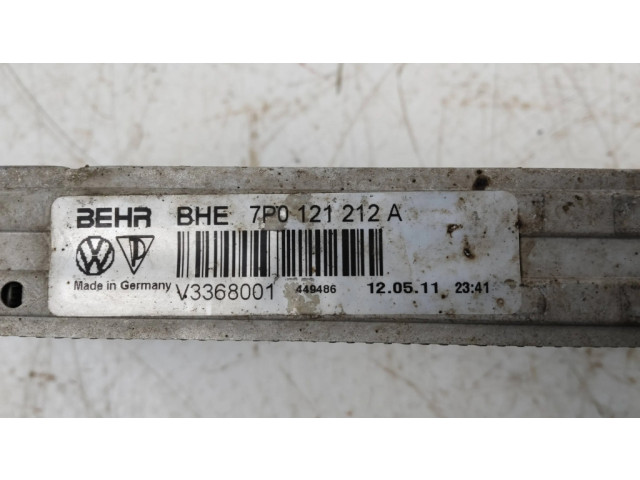 BEHR BHE 7P0 121 212 A
Made in Germany V3368001 449486 12.05.11 23:41